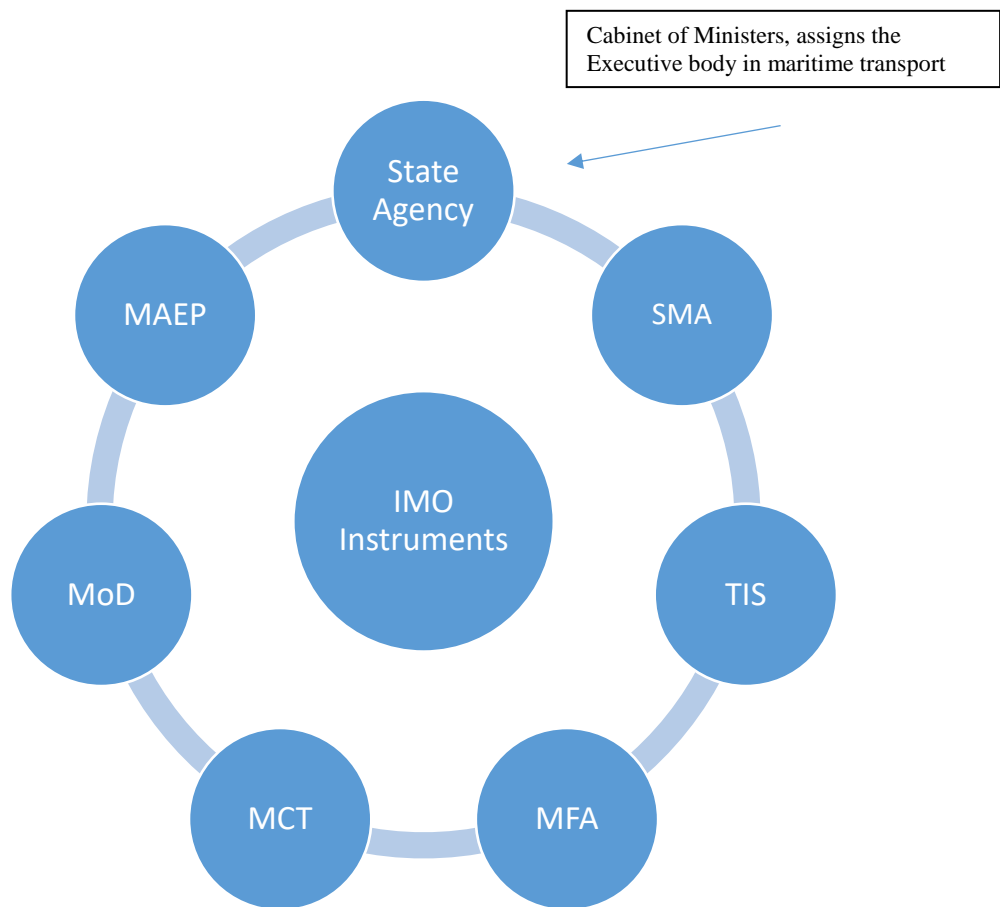 Cabinet of Ministers, assigns the
Executive body in maritime transport
State
Agency
MAEP
SMA
IMO
Instruments
MoD
TIS
MCT
MFA